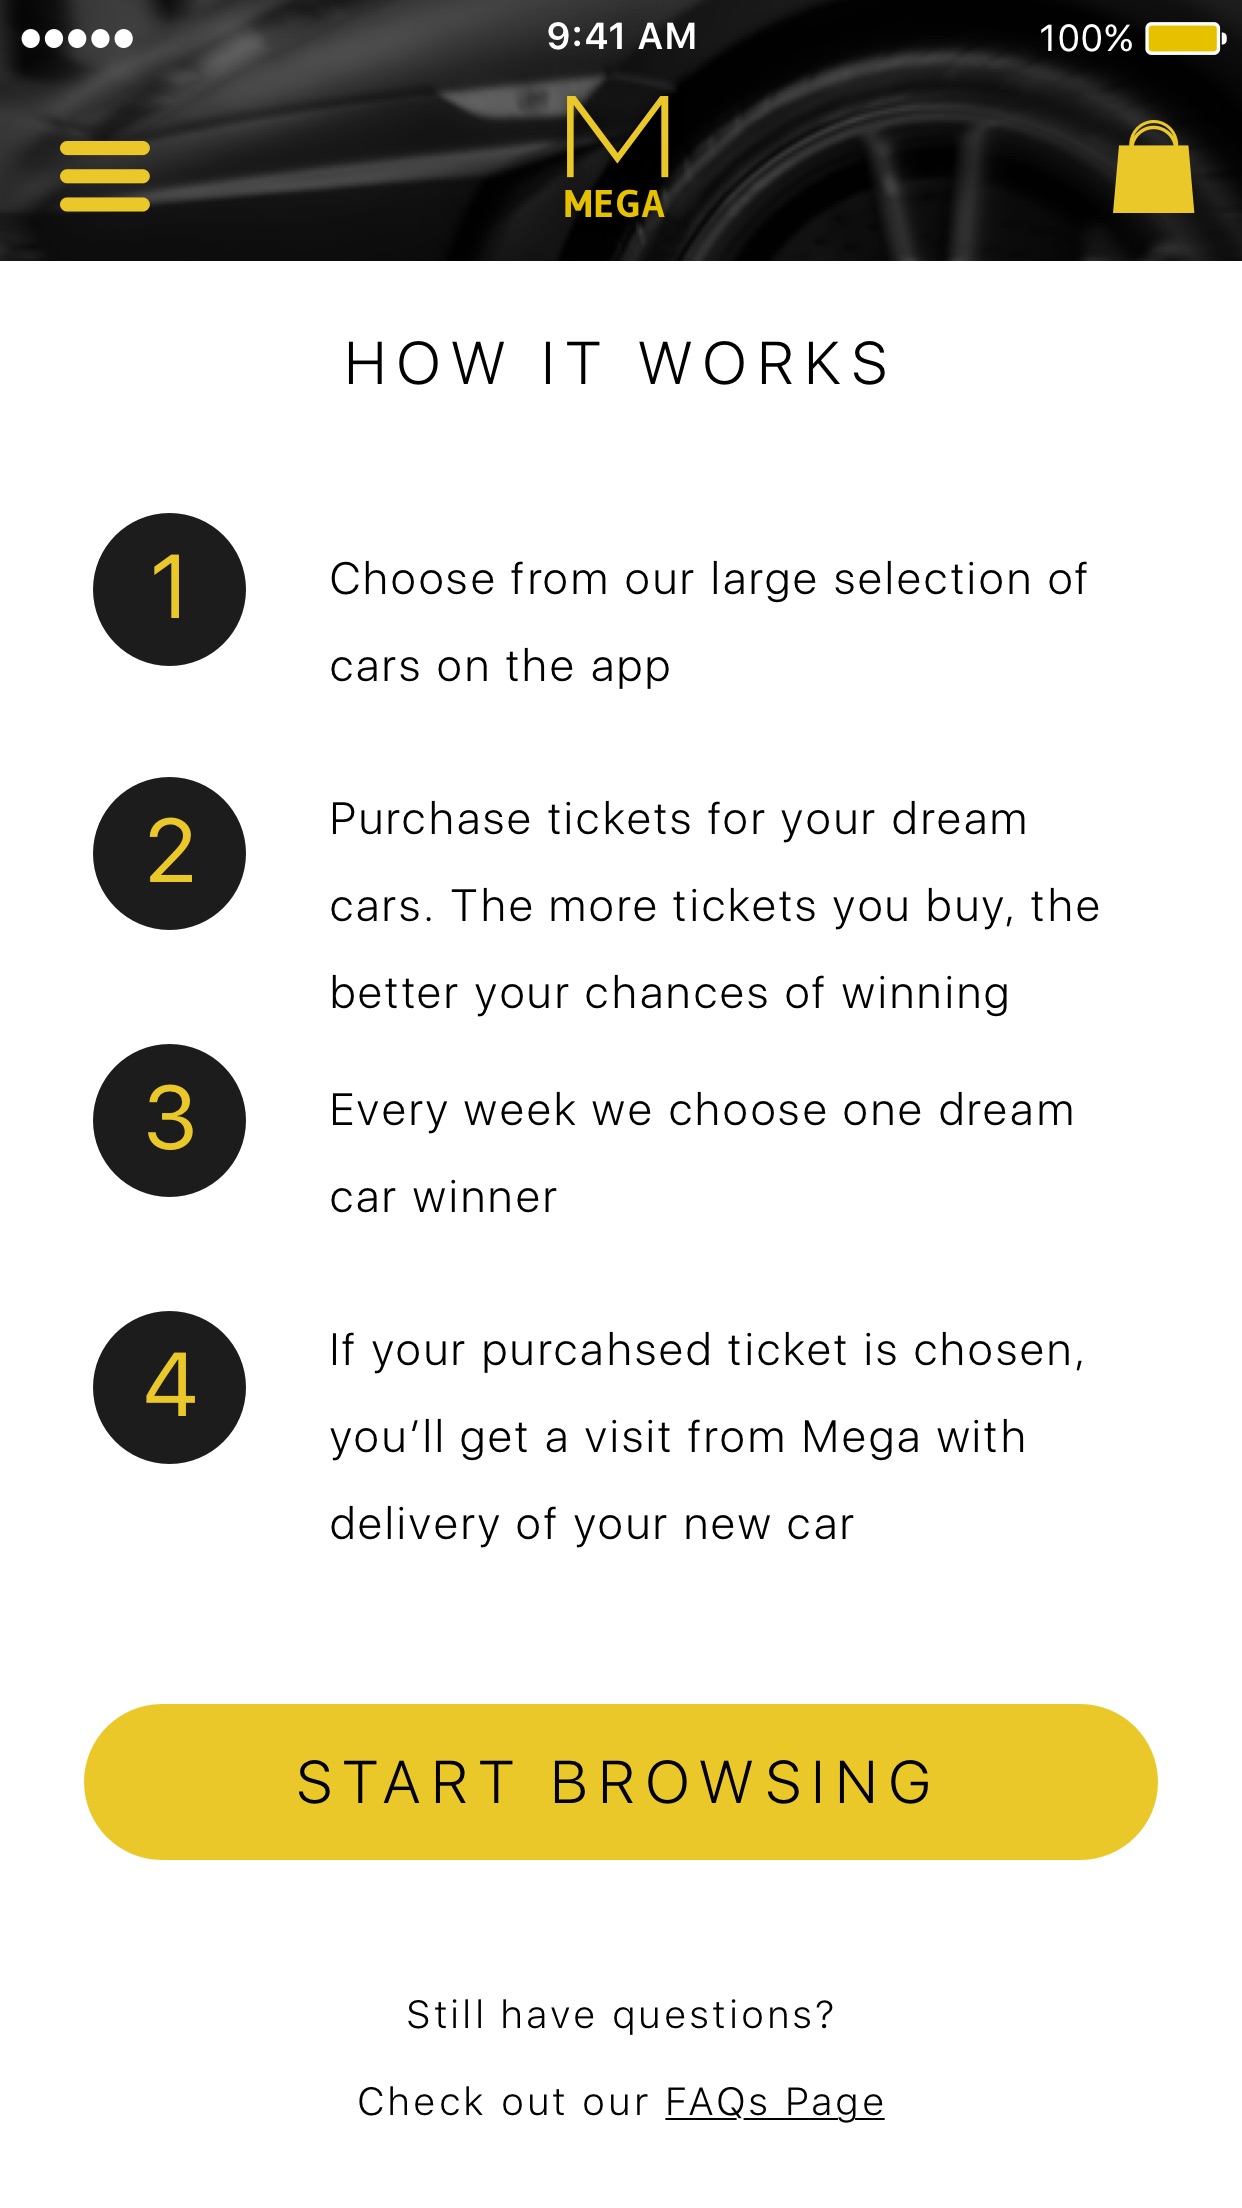 9:41 AM
100%
M
MEGA
HOW IT WORKS
1
Choose from our large selection of
cars on the app
2
Purchase tickets for your dream
cars. The more tickets you buy, the
better your chances of winning
3
Every week we choose one dream
car winner
4
If your purcahsed ticket is chosen,
you’ll get a visit from Mega with
delivery of your new car
START BROWSING
Still have questions?
Check out our FAQs Page